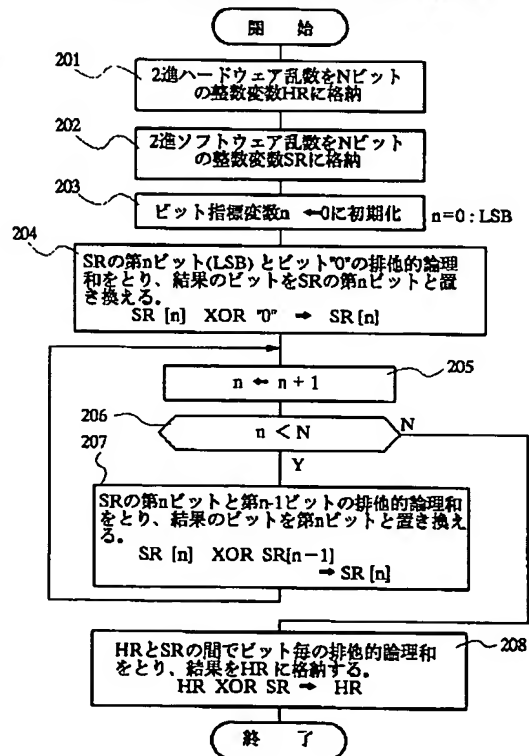 開 始
201
2進ハードウェア乱数をNビット
の整数変数HRに格納
202
2進ソフトウェア乱数をNビット
の整数変数SRに格納
203
ビット指標変数n ←0に初期化
n=0 : LSB
204
SRの第nビット(LSB) とビット"0"の排他的論理
和をとり、結果のビットをSRの第nビットと置
き換える。
SR [n] XOR "0" → SR [n]
205
n ← n + 1
206
n < N
N
Y
207
SRの第nビットと第n-1ビットの排他的論理和
をとり、結果のビットを第nビットと置き換え
る。
SR [n] XOR SR[n−1]
→ SR [n]
208
HRとSRの間でビット毎の排他的論理和
をとり、結果をHRに格納する。
HR XOR SR → HR
終 了